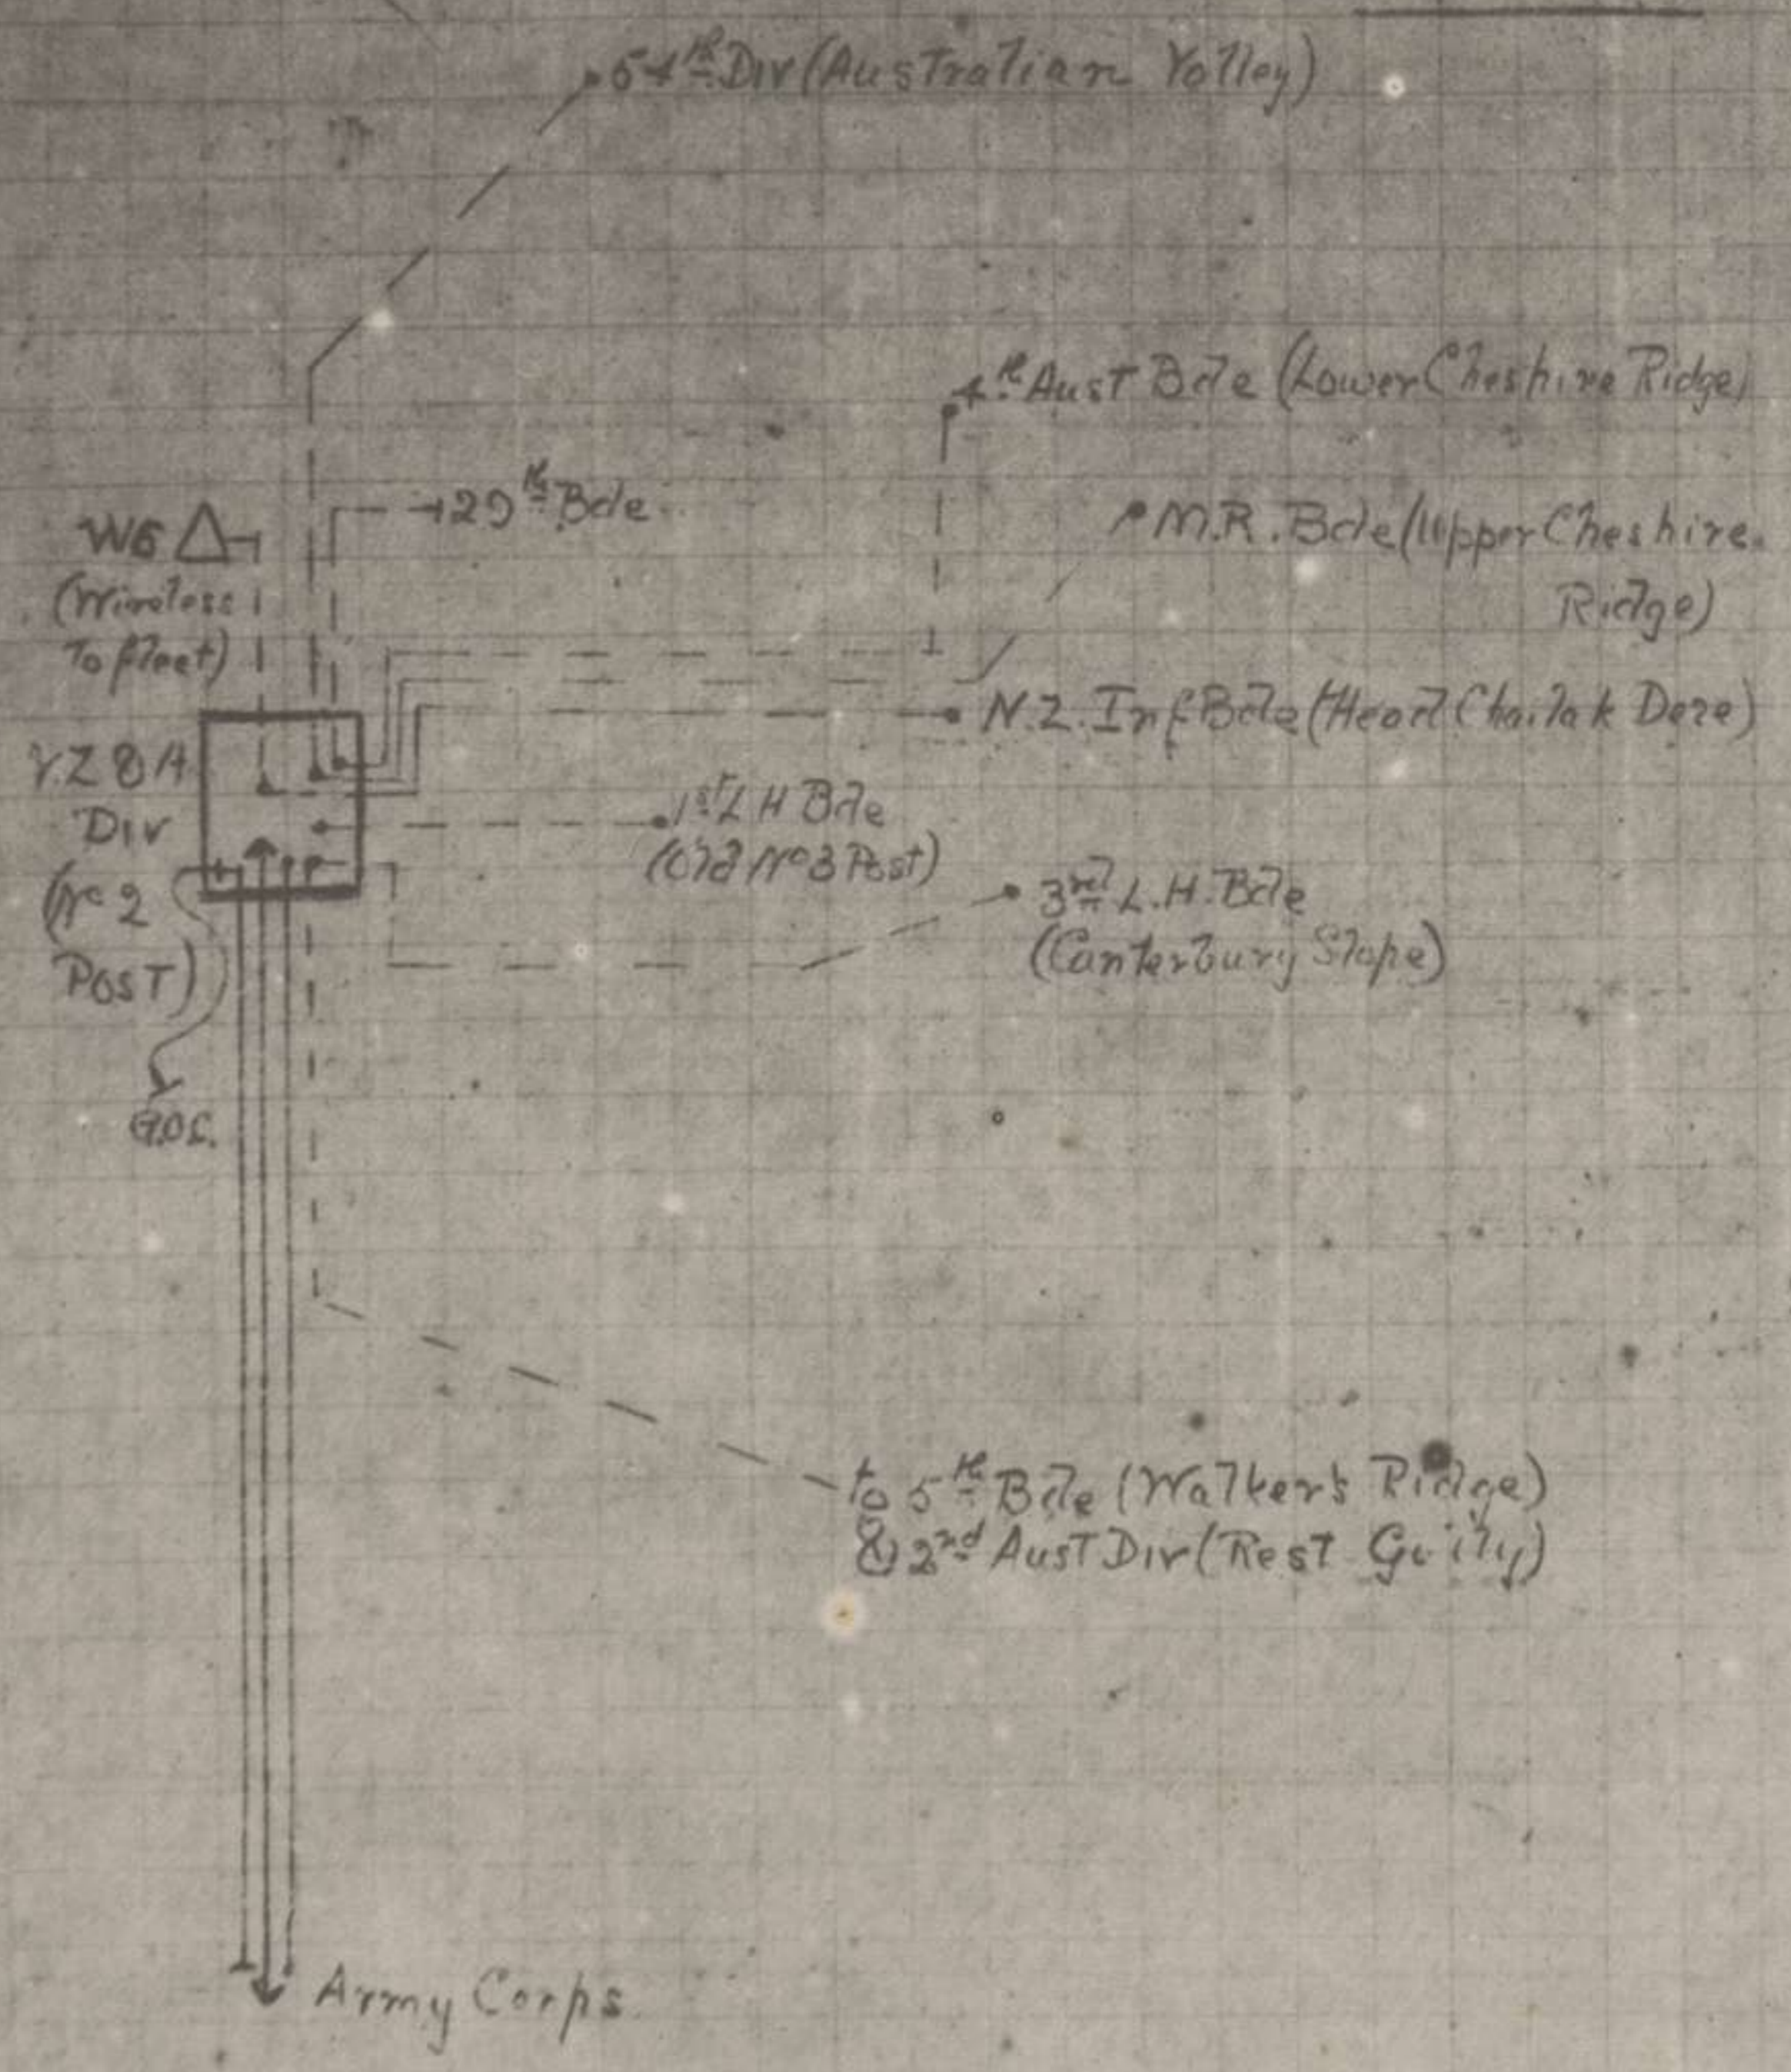 54th Div (Australian Valley)
4th Aust Bde (Lower Cheshire Ridge)
29th Bde
W6
(Wireless
To fleet)
M.R. Bde (Upper Cheshire
Ridge)
N.Z. Inf Bde (Head Chailak Dere)
N.Z & A
Div
(No 2
POST)
1st L H Bde
(Old No 3 Post)
3rd L.H. Bde
(Canterbury Slope)
G.O.C.
to 5th Bde (Walker's Ridge)
& 2nd Aust Div (Rest Gully)
Army Corps